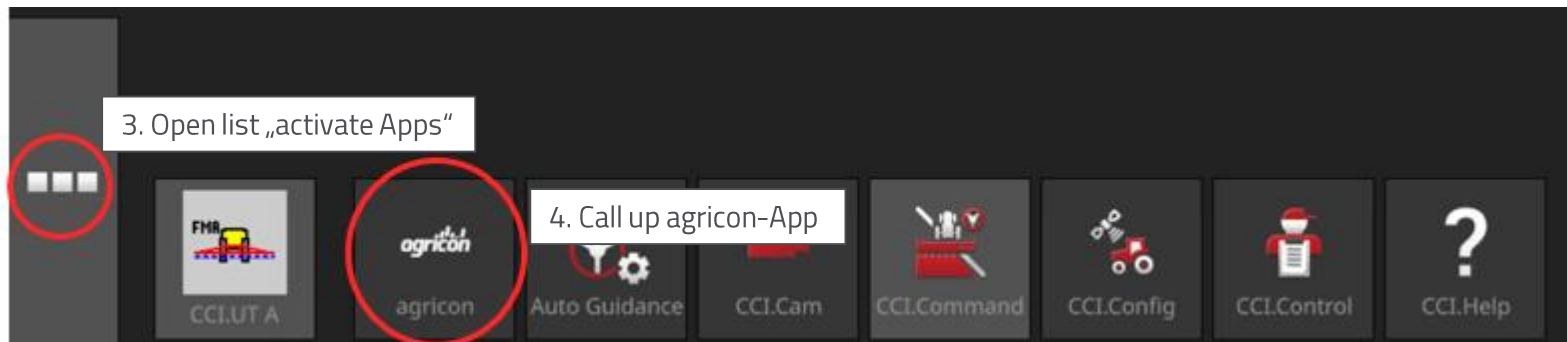 3. Open list „activate Apps“
4. Call up agricon-App
FMR
agricon
?
CCI.UT A
agricon
Auto Guidance
CCI.Cam
CCI.Command
CCI.Config
CCI.Control
CCI.Help